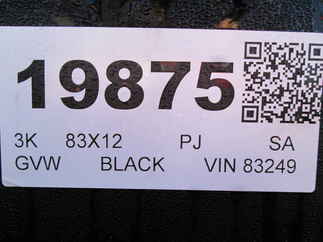 19875
3K 83X12 PJ SA
GVW BLACK VIN 83249